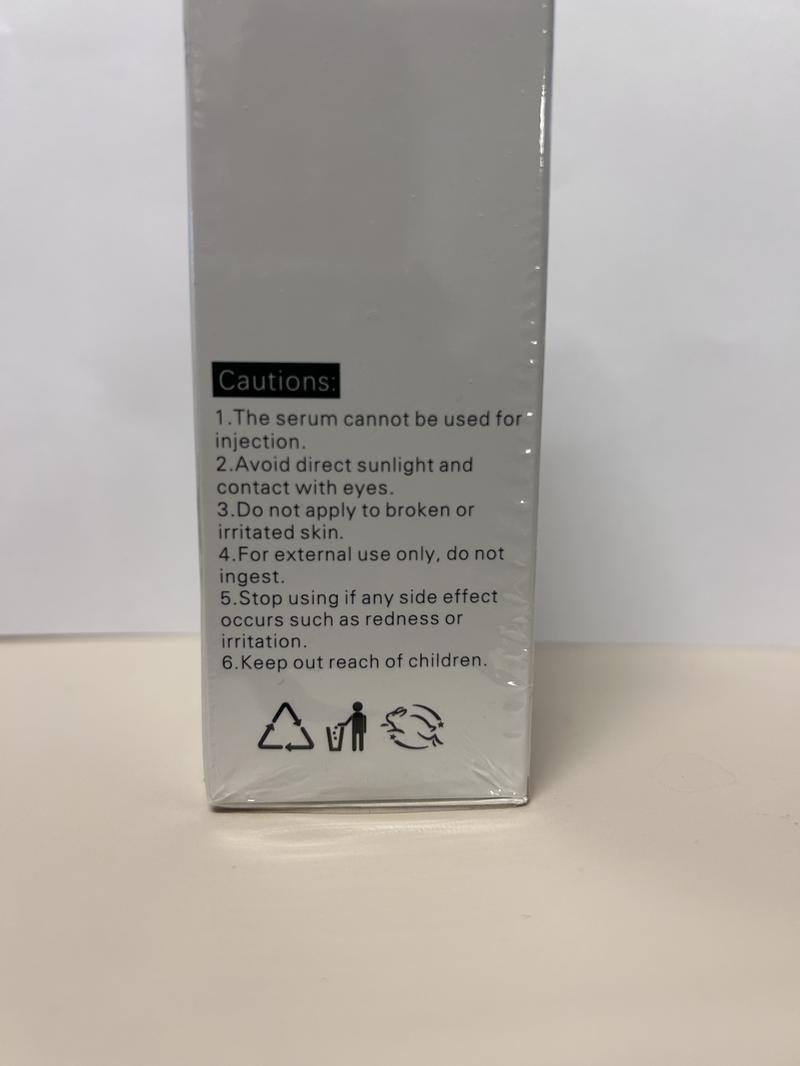 Cautions:
1.The serum cannot be used for
injection.
2.Avoid direct sunlight and
contact with eyes.
3.Do not apply to broken or
irritated skin.
4.For external use only, do not
ingest.
5.Stop using if any side effect
occurs such as redness or
irritation.
6.Keep out reach of children.